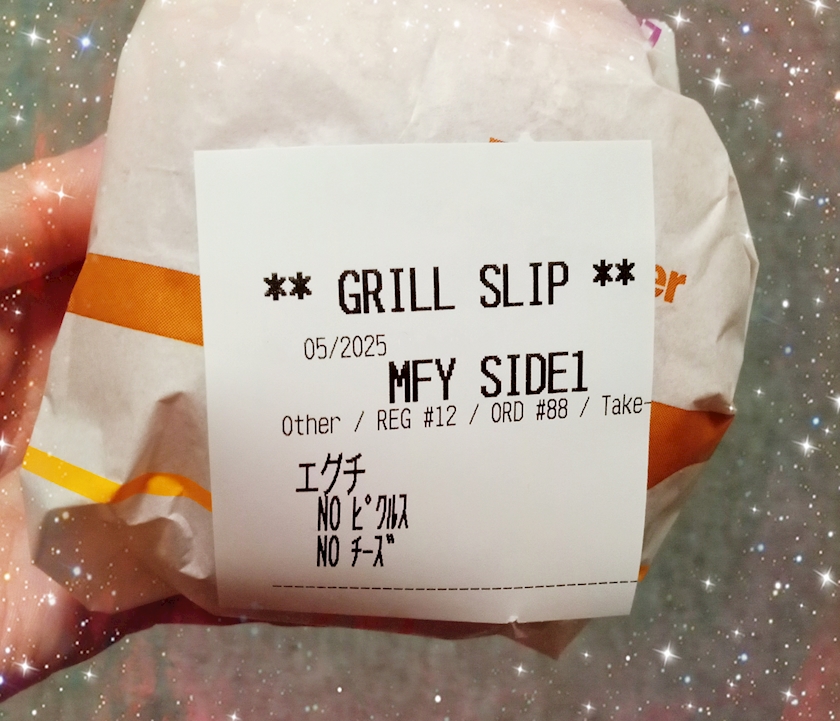 ** GRILL SLIP **
05/2025
MFY SIDE1
Other / REG #12 / ORD #88 / Take-
エグチ
NO ピクルス
NO チーズ